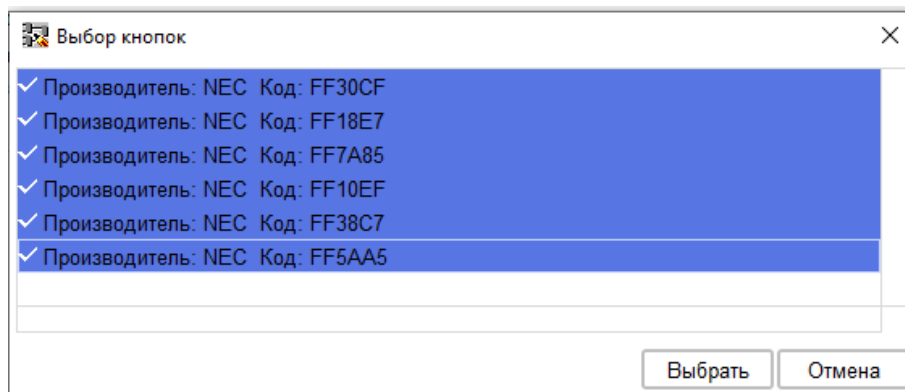 Выбор кнопок
Производитель: NEC Код: FF30CF
Производитель: NEC Код: FF18E7
Производитель: NEC Код: FF7A85
Производитель: NEC Код: FF10EF
Производитель: NEC Код: FF38C7
Производитель: NEC Код: FF5AA5
Выбрать Отмена